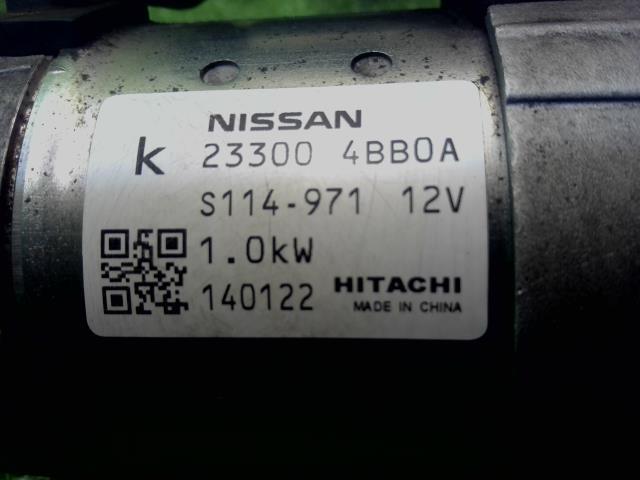 NISSAN
k 23300 4BB0A
S114-971 12V
1.0kW
140122 HITACHI
MADE IN CHINA